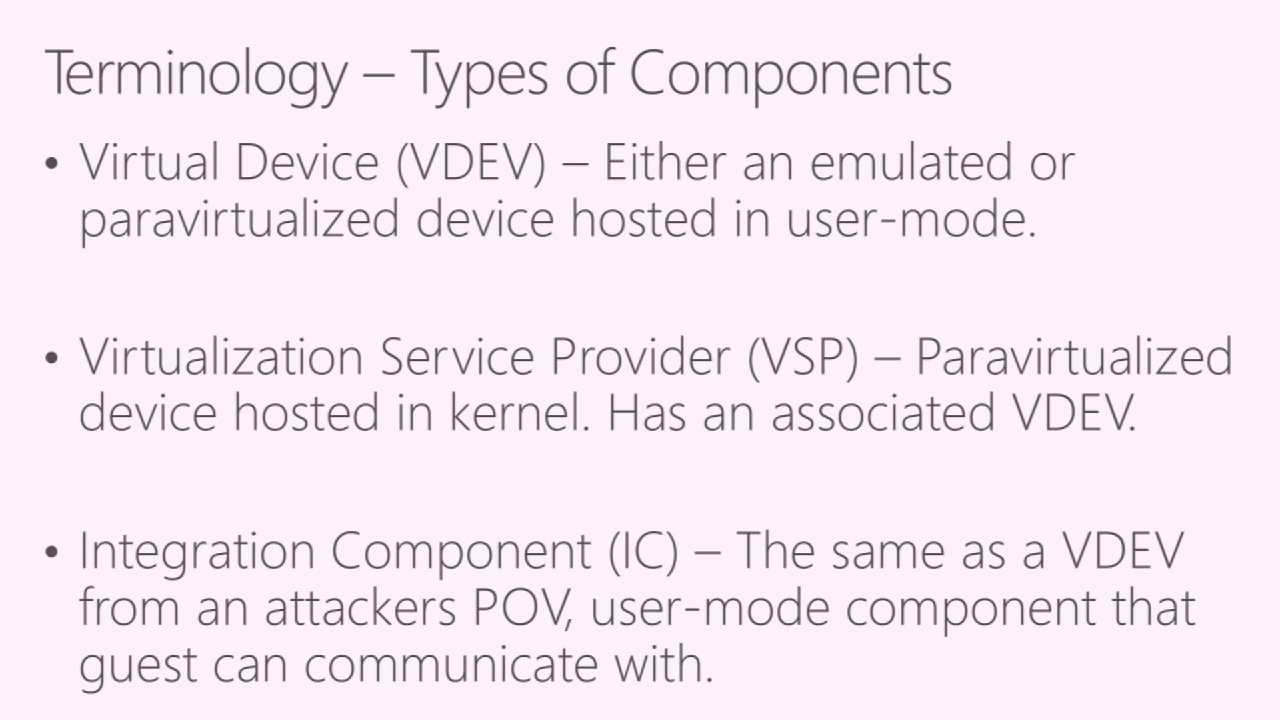 Terminology – Types of Components
• Virtual Device (VDEV) – Either an emulated or
paravirtualized device hosted in user-mode.
• Virtualization Service Provider (VSP) – Paravirtualized
device hosted in kernel. Has an associated VDEV.
• Integration Component (IC) – The same as a VDEV
from an attackers POV, user-mode component that
guest can communicate with.